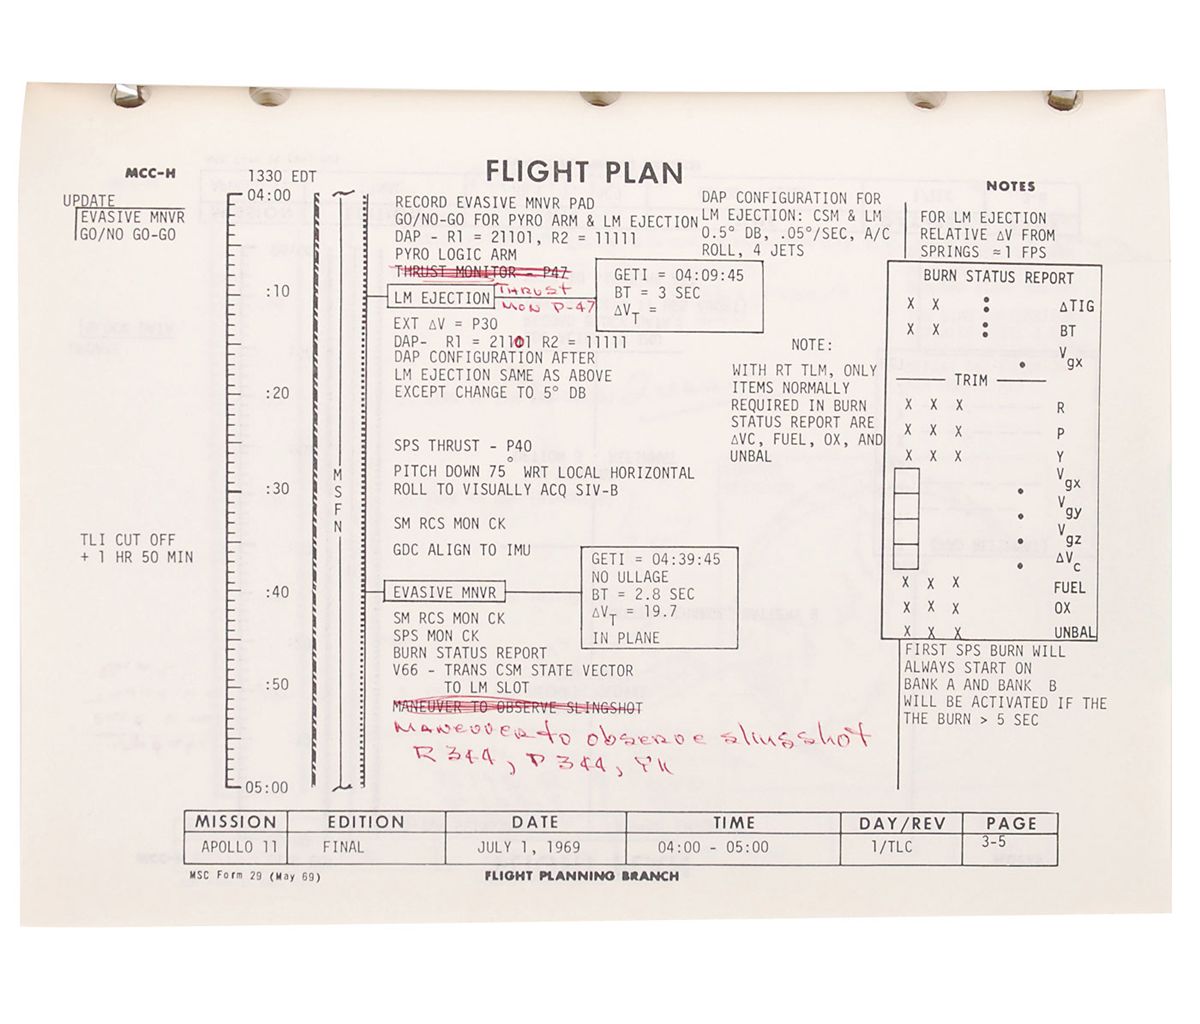 FLIGHT PLAN
MCC-H
1330 EDT
NOTES
UPDATE
EVASIVE MNVR
GO/NO GO-GO
TLI CUT OFF
+ 1 HR 50 MIN
04:00
:10
:20
:30
:40
:50
05:00
MSFN
RECORD EVASIVE MNVR PAD
GO/NO-GO FOR PYRO ARM & LM EJECTION
DAP - R1 = 21101, R2 = 11111
PYRO LOGIC ARM
THRUST MONITOR - P47
LM EJECTION
THRUST
MON P-47
EXT ΔV = P30
DAP- R1 = 21101 R2 = 11111
DAP CONFIGURATION AFTER
LM EJECTION SAME AS ABOVE
EXCEPT CHANGE TO 5° DB
SPS THRUST - P40
PITCH DOWN 75° WRT LOCAL HORIZONTAL
ROLL TO VISUALLY ACQ SIV-B
SM RCS MON CK
GDC ALIGN TO IMU
EVASIVE MNVR
SM RCS MON CK
SPS MON CK
BURN STATUS REPORT
V66 - TRANS CSM STATE VECTOR
TO LM SLOT
MANEUVER TO OBSERVE SLINGSHOT
MANEUVER to observe slingshot
R 344, P 344, Y
DAP CONFIGURATION FOR
LM EJECTION: CSM & LM
0.5° DB, .05°/SEC, A/C
ROLL, 4 JETS
GETI = 04:09:45
BT = 3 SEC
ΔVT =
NOTE:
WITH RT TLM, ONLY
ITEMS NORMALLY
REQUIRED IN BURN
STATUS REPORT ARE
ΔVC, FUEL, OX, AND
UNBAL
GETI = 04:39:45
NO ULLAGE
BT = 2.8 SEC
ΔVT = 19.7
IN PLANE
FOR LM EJECTION
RELATIVE ΔV FROM
SPRINGS ≈1 FPS
BURN STATUS REPORT
X X : ΔTIG
X X : BT
. Vgx
TRIM
X X X R
X X X P
X X X Y
. Vgx
. Vgy
. Vgz
. ΔVc
X X X FUEL
X X X OX
X X X UNBAL
FIRST SPS BURN WILL
ALWAYS START ON
BANK A AND BANK B
WILL BE ACTIVATED IF THE
THE BURN > 5 SEC
MISSION EDITION DATE TIME DAY/REV PAGE
APOLLO 11 FINAL JULY 1, 1969 04:00 - 05:00 1/TLC 3-5
MSC Form 29 (May 69)
FLIGHT PLANNING BRANCH